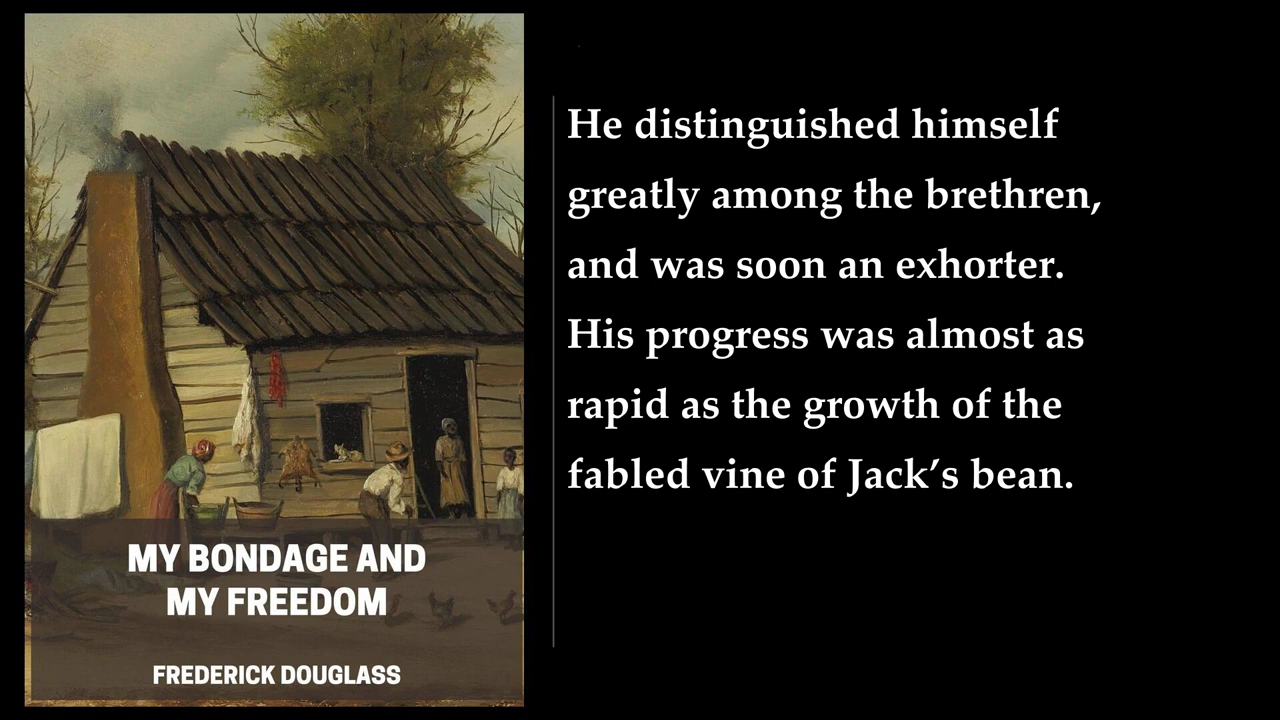 He distinguished himself
greatly among the brethren,
and was soon an exhorter.
His progress was almost as
rapid as the growth of the
fabled vine of Jack’s bean.
MY BONDAGE AND
MY FREEDOM
FREDERICK DOUGLASS